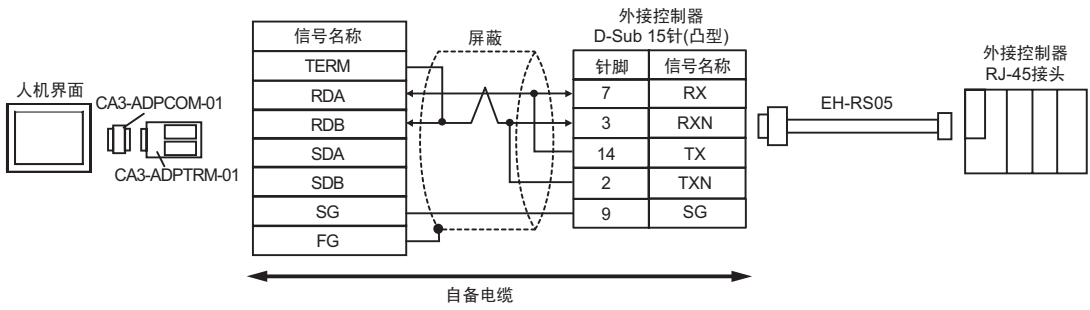 人机界面
CA3-ADPCOM-01
CA3-ADPTRM-01
信号名称
TERM
RDA
RDB
SDA
SDB
SG
FG
屏蔽
外接控制器
D-Sub 15针(凸型)
针脚 信号名称
7 RX
3 RXN
14 TX
2 TXN
9 SG
EH-RS05
外接控制器
RJ-45接头
自备电缆